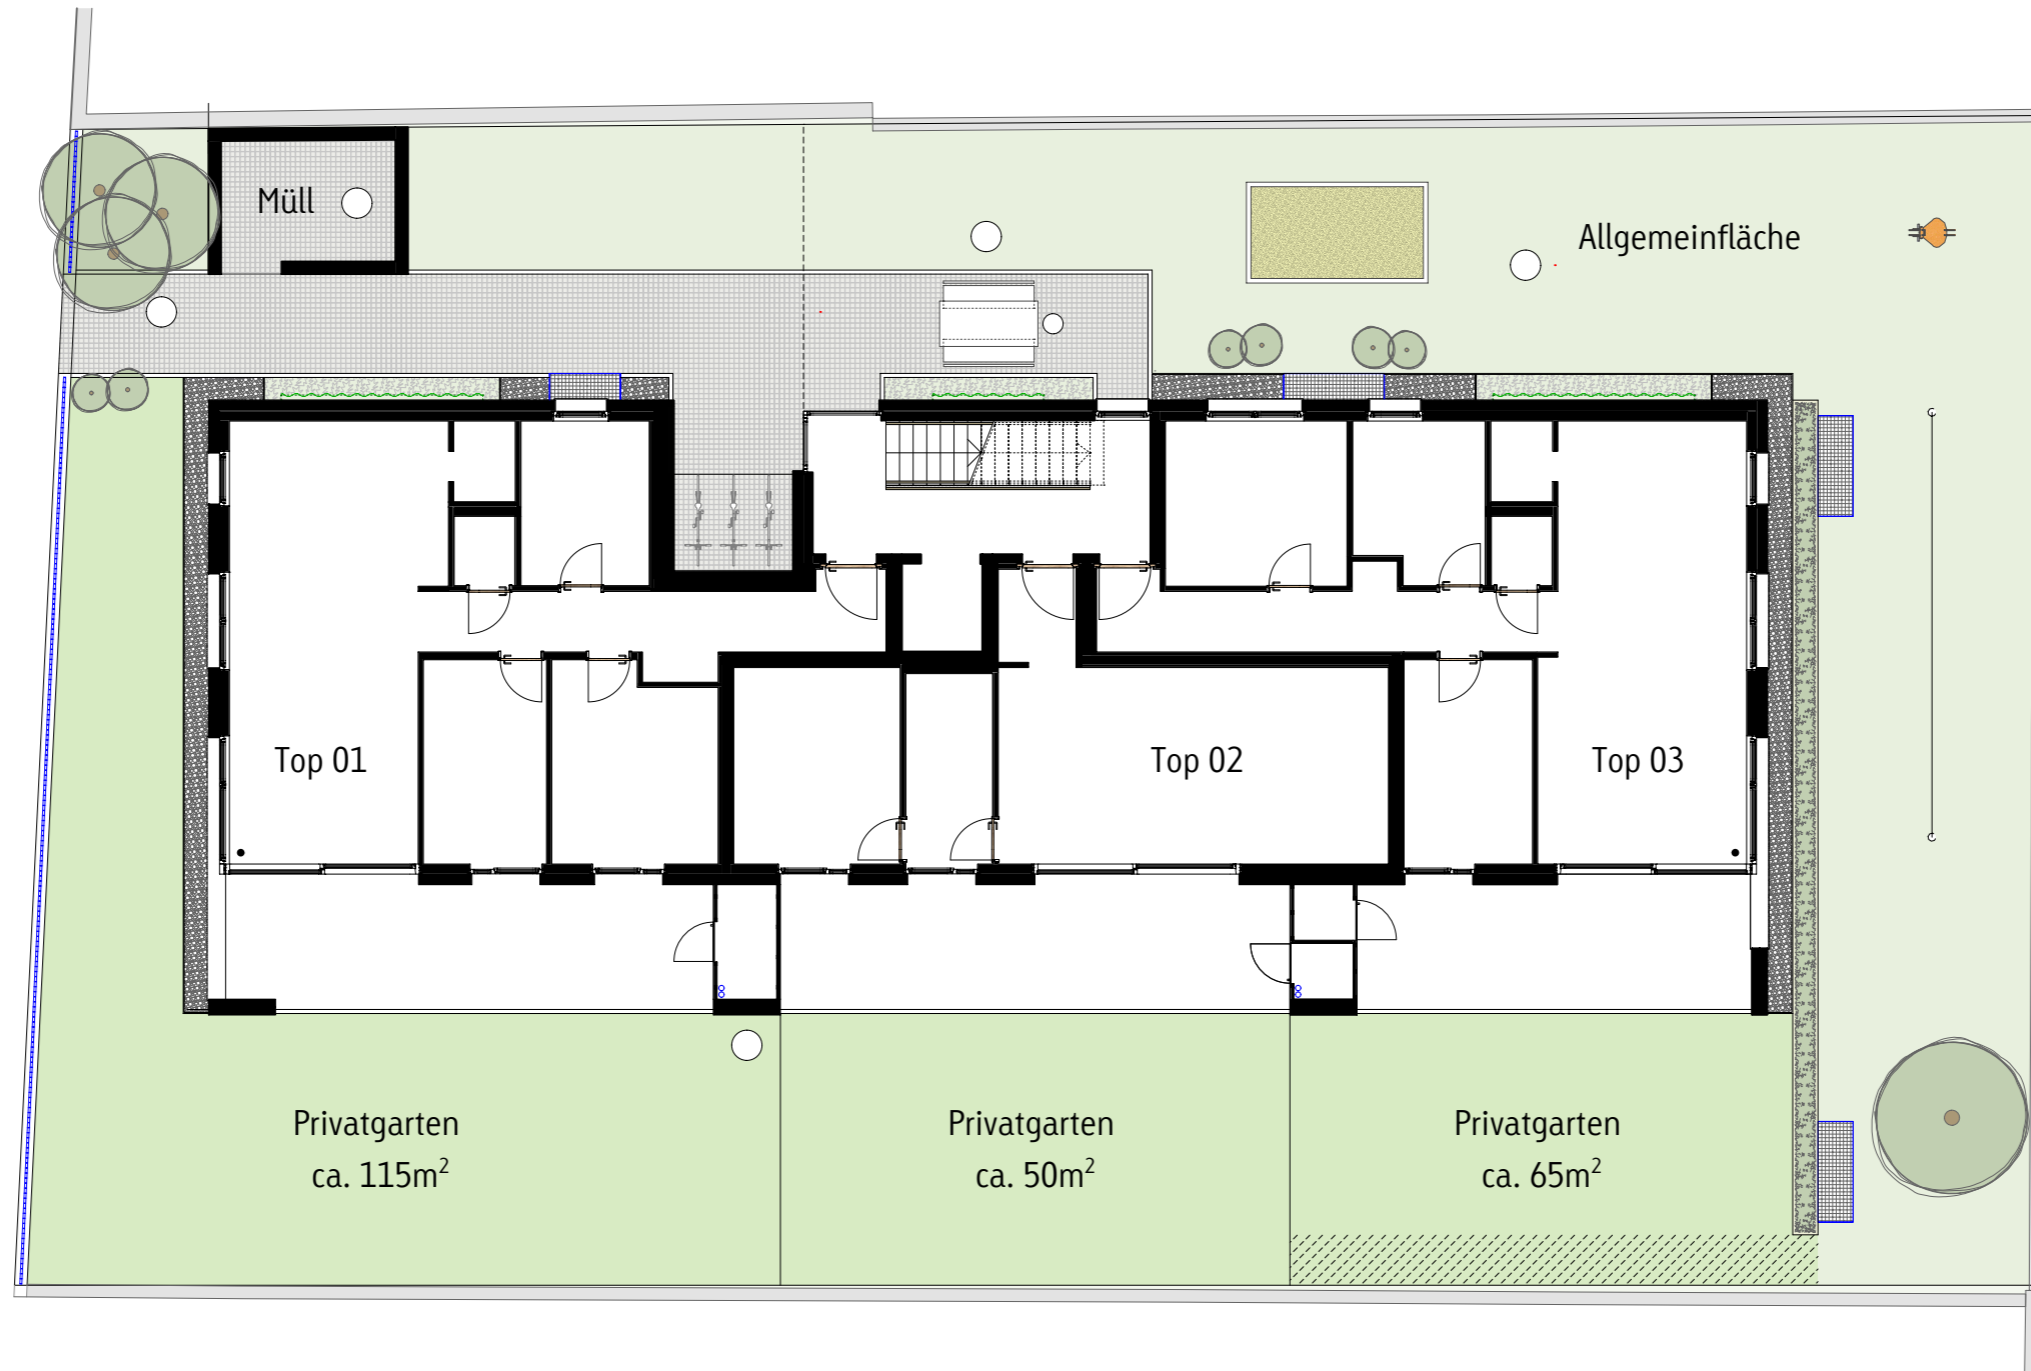 Müll
Allgemeinfläche
Top 01
Top 02
Top 03
Privatgarten
ca. 115m²
Privatgarten
ca. 50m²
Privatgarten
ca. 65m²